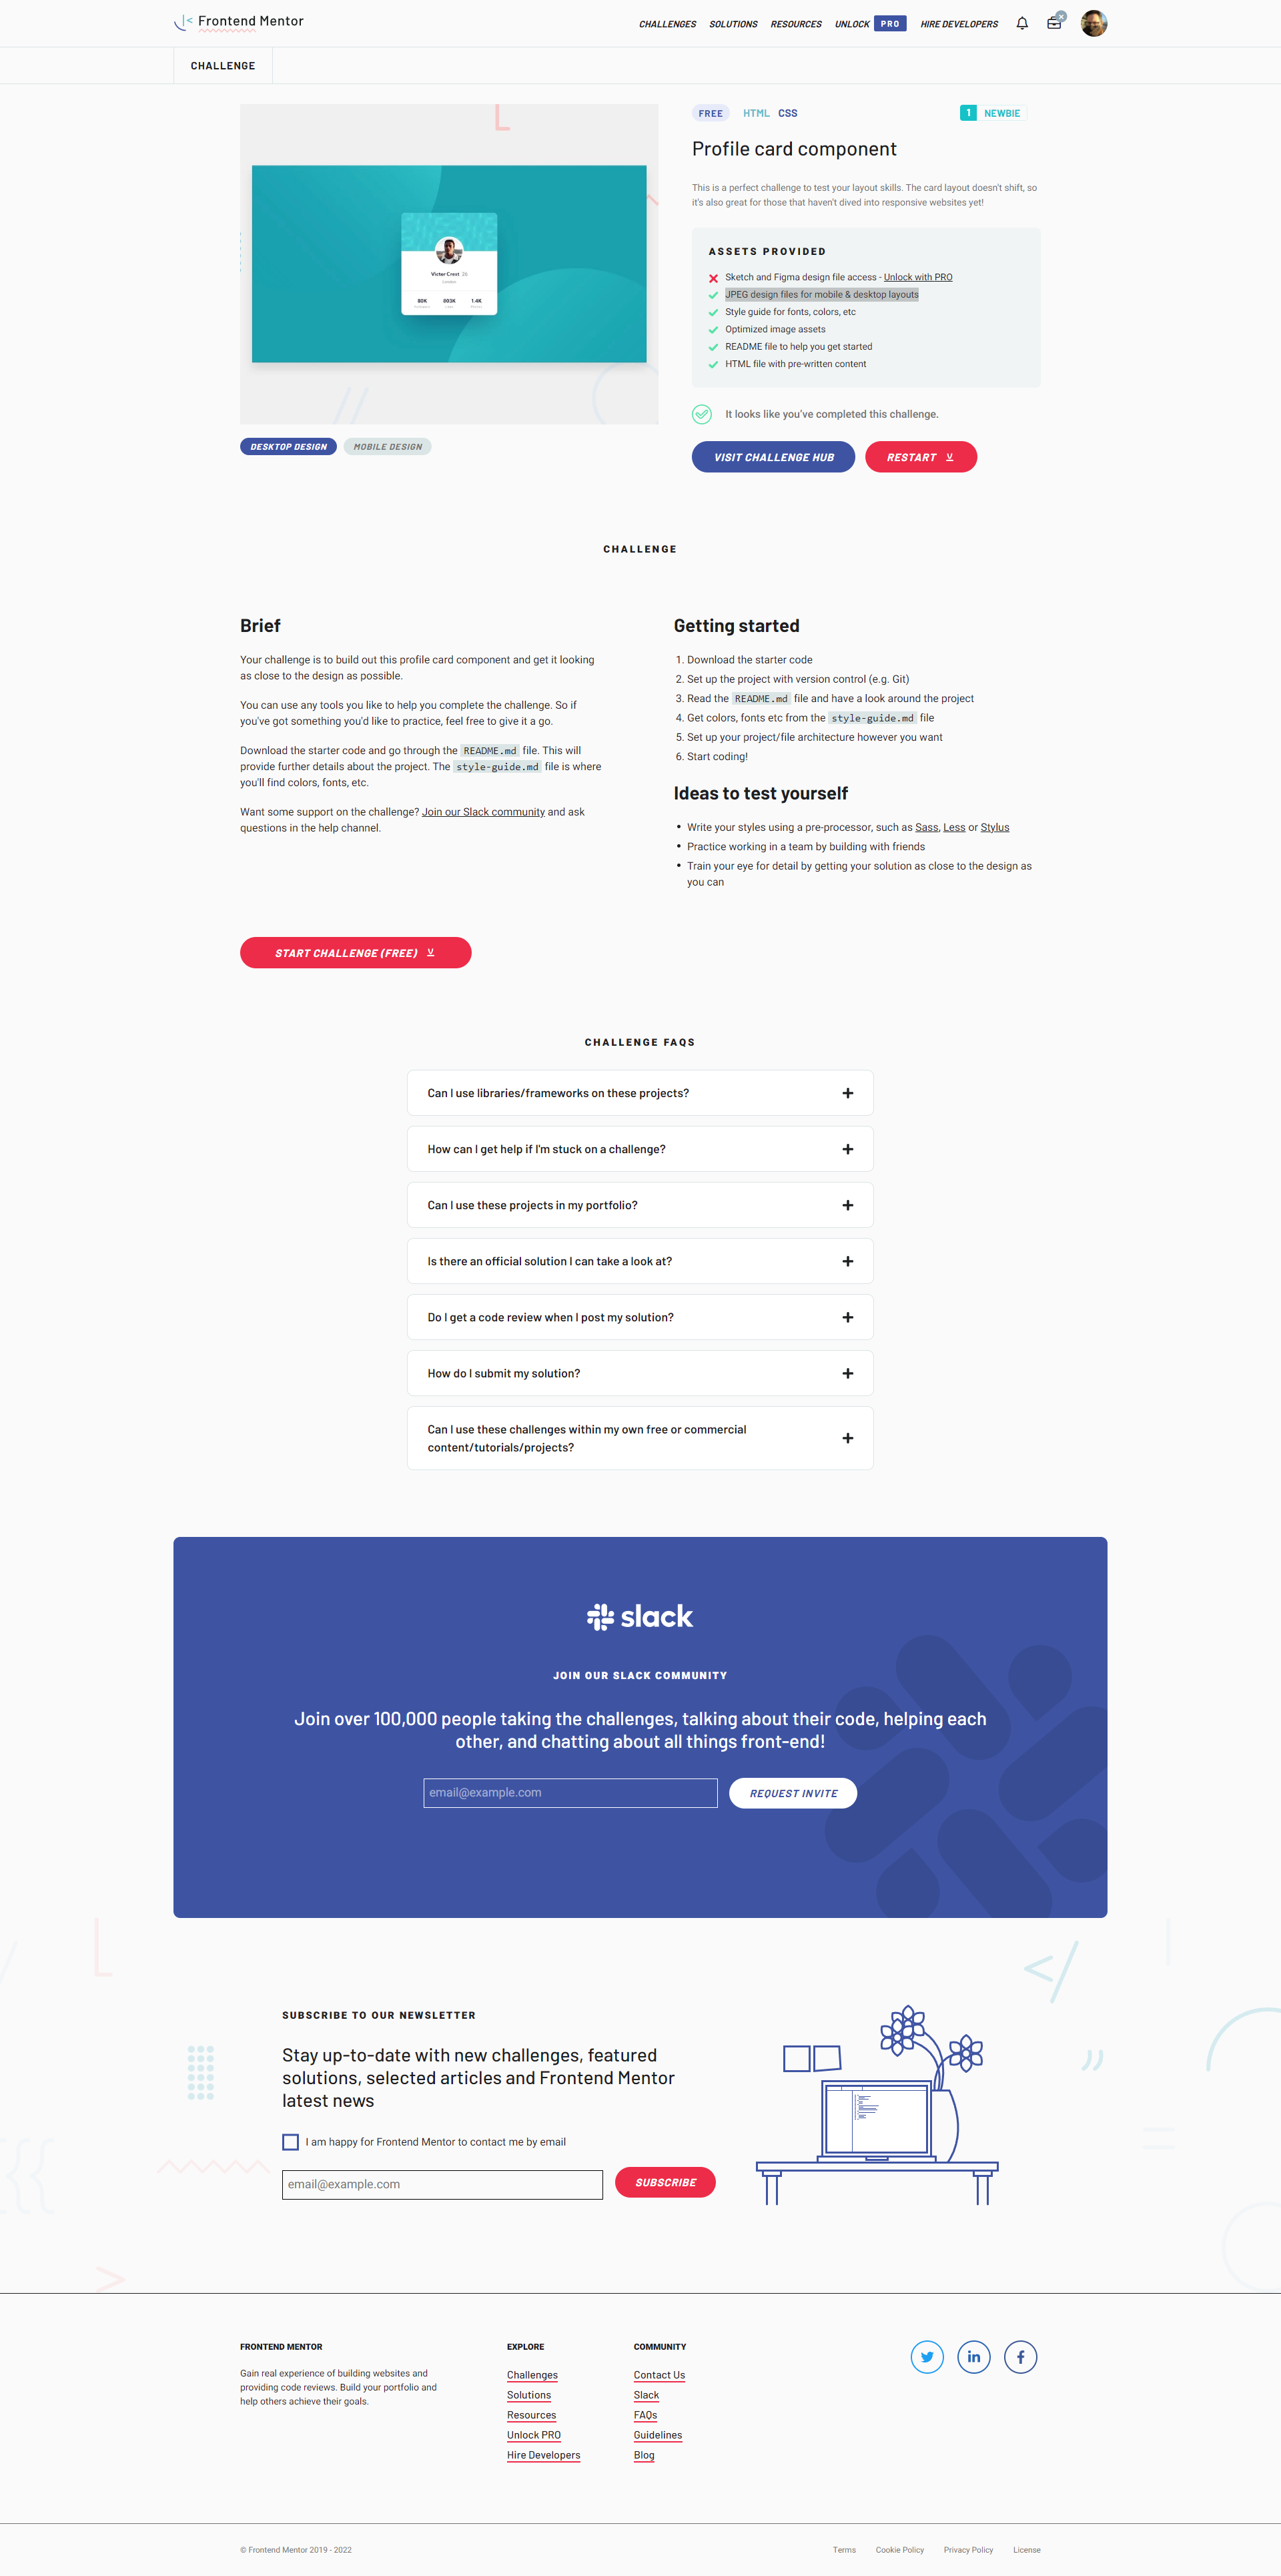 Frontend Mentor
CHALLENGES SOLUTIONS RESOURCES UNLOCK PRO HIRE DEVELOPERS
CHALLENGE
FREE HTML CSS 1 NEWBIE
Profile card component
This is a perfect challenge to test your layout skills. The card layout doesn't shift, so
it's also great for those that haven't dived into responsive websites yet!
Victor Crest 26
London
80K 803K 1.4K
ASSETS PROVIDED
Sketch and Figma design file access - Unlock with PRO
JPEG design files for mobile & desktop layouts
Style guide for fonts, colors, etc
Optimized image assets
README file to help you get started
HTML file with pre-written content
It looks like you've completed this challenge.
DESKTOP DESIGN MOBILE DESIGN
VISIT CHALLENGE HUB RESTART
CHALLENGE
Brief
Your challenge is to build out this profile card component and get it looking
as close to the design as possible.
You can use any tools you like to help you complete the challenge. So if
you've got something you'd like to practice, feel free to give it a go.
Download the starter code and go through the README.md file. This will
provide further details about the project. The style-guide.md file is where
you'll find colors, fonts, etc.
Want some support on the challenge? Join our Slack community and ask
questions in the help channel.
Getting started
1. Download the starter code
2. Set up the project with version control (e.g. Git)
3. Read the README.md file and have a look around the project
4. Get colors, fonts etc from the style-guide.md file
5. Set up your project/file architecture however you want
6. Start coding!
Ideas to test yourself
• Write your styles using a pre-processor, such as Sass, Less or Stylus
• Practice working in a team by building with friends
• Train your eye for detail by getting your solution as close to the design as
you can
START CHALLENGE (FREE)
CHALLENGE FAQS
Can I use libraries/frameworks on these projects?
How can I get help if I'm stuck on a challenge?
Can I use these projects in my portfolio?
Is there an official solution I can take a look at?
Do I get a code review when I post my solution?
How do I submit my solution?
Can I use these challenges within my own free or commercial
content/tutorials/projects?
slack
JOIN OUR SLACK COMMUNITY
Join over 100,000 people taking the challenges, talking about their code, helping each
other, and chatting about all things front-end!
email@example.com REQUEST INVITE
SUBSCRIBE TO OUR NEWSLETTER
Stay up-to-date with new challenges, featured
solutions, selected articles and Frontend Mentor
latest news
I am happy for Frontend Mentor to contact me by email
email@example.com SUBSCRIBE
FRONTEND MENTOR
Gain real experience of building websites and
providing code reviews. Build your portfolio and
help others achieve their goals.
EXPLORE
Challenges
Solutions
Resources
Unlock PRO
Hire Developers
COMMUNITY
Contact Us
Slack
FAQs
Guidelines
Blog
© Frontend Mentor 2019 - 2022
Terms Cookie Policy Privacy Policy License